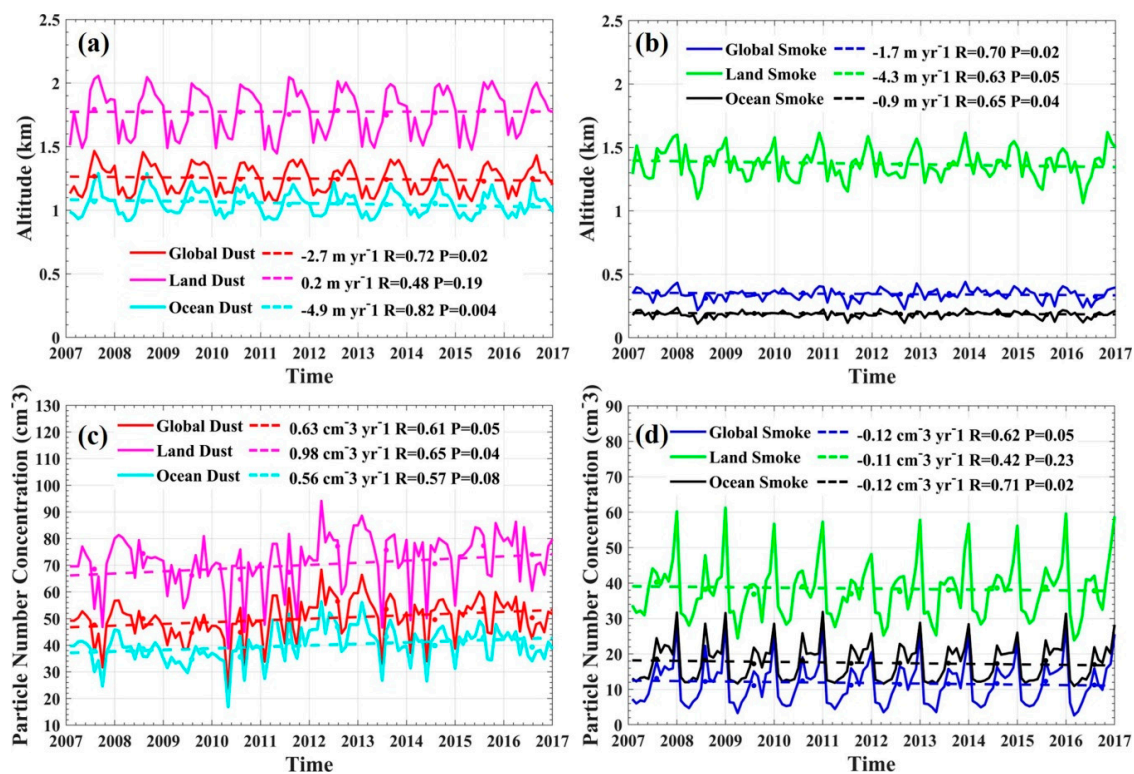 (a)
Altitude (km)
2.5
2
1.5
1
0.5
0
Global Dust -2.7 m yr⁻1 R=0.72 P=0.02
Land Dust 0.2 m yr⁻1 R=0.48 P=0.19
Ocean Dust -4.9 m yr⁻1 R=0.82 P=0.004
2007 2008 2009 2010 2011 2012 2013 2014 2015 2016 2017
Time
(b)
Altitude (km)
2.5
2
1.5
1
0.5
0
Global Smoke -1.7 m yr⁻1 R=0.70 P=0.02
Land Smoke -4.3 m yr⁻1 R=0.63 P=0.05
Ocean Smoke -0.9 m yr⁻1 R=0.65 P=0.04
2007 2008 2009 2010 2011 2012 2013 2014 2015 2016 2017
Time
(c)
Particle Number Concentration (cm⁻3)
130
120
110
100
90
80
70
60
50
40
30
20
10
Global Dust 0.63 cm⁻3 yr⁻1 R=0.61 P=0.05
Land Dust 0.98 cm⁻3 yr⁻1 R=0.65 P=0.04
Ocean Dust 0.56 cm⁻3 yr⁻1 R=0.57 P=0.08
2007 2008 2009 2010 2011 2012 2013 2014 2015 2016 2017
Time
(d)
Particle Number Concentration (cm⁻3)
90
80
70
60
50
40
30
20
10
0
Global Smoke -0.12 cm⁻3 yr⁻1 R=0.62 P=0.05
Land Smoke -0.11 cm⁻3 yr⁻1 R=0.42 P=0.23
Ocean Smoke -0.12 cm⁻3 yr⁻1 R=0.71 P=0.02
2007 2008 2009 2010 2011 2012 2013 2014 2015 2016 2017
Time